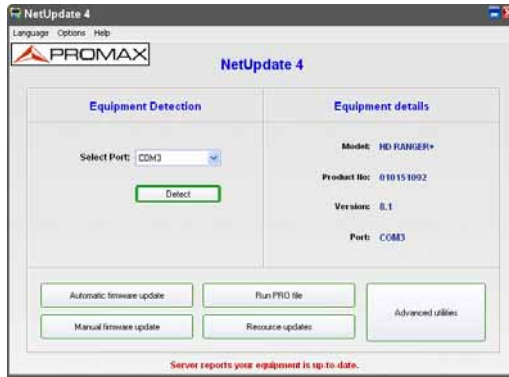 NetUpdate 4
Language Options Help
PROMAX
NetUpdate 4
Equipment Detection
Select Port: COM3
Detect
Equipment details
Model: HD RANGER+
Product No: 010151092
Version: 8.1
Port: COM3
Automatic firmware update
Run PRO file
Advanced utilities
Manual firmware update
Resource updates
Server reports your equipment is up-to-date.